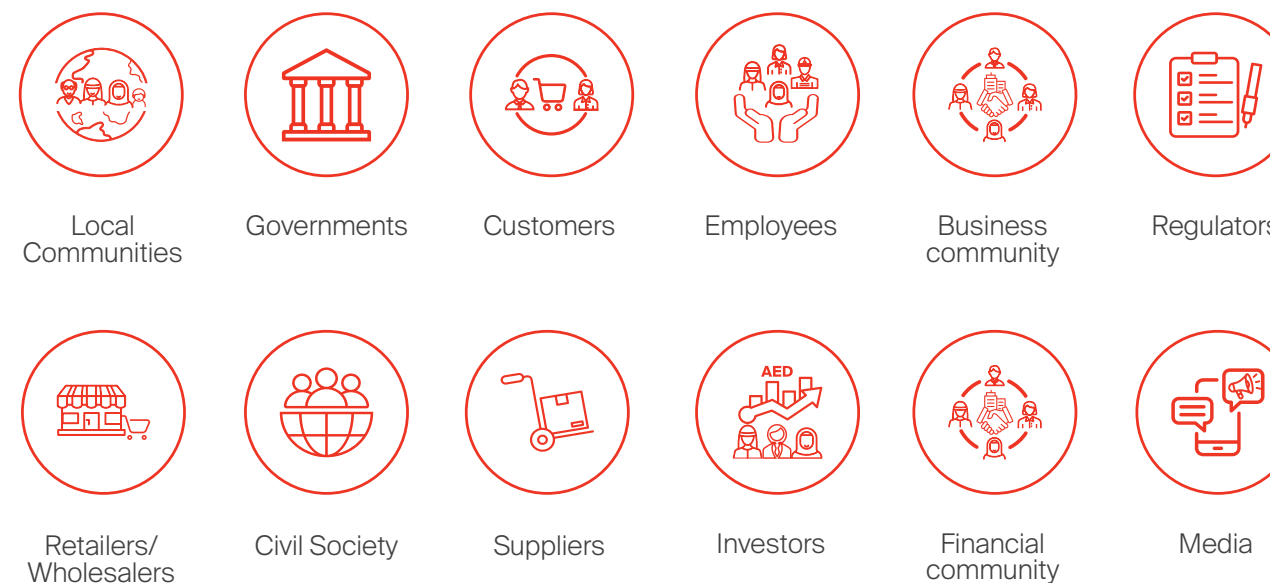 Local
Communities
Governments
Customers
Employees
Business
community
Regulators
AED
Retailers/
Wholesalers
Civil Society
Suppliers
Investors
Financial
community
Media